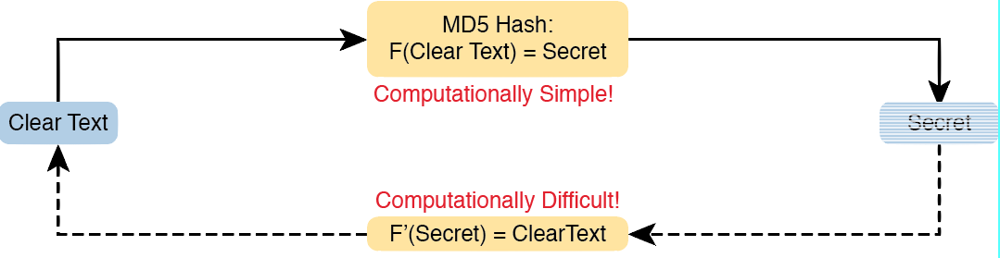 MD5 Hash:
F(Clear Text) = Secret
Computationally Simple!
Clear Text
Secret
Computationally Difficult!
F’(Secret) = ClearText